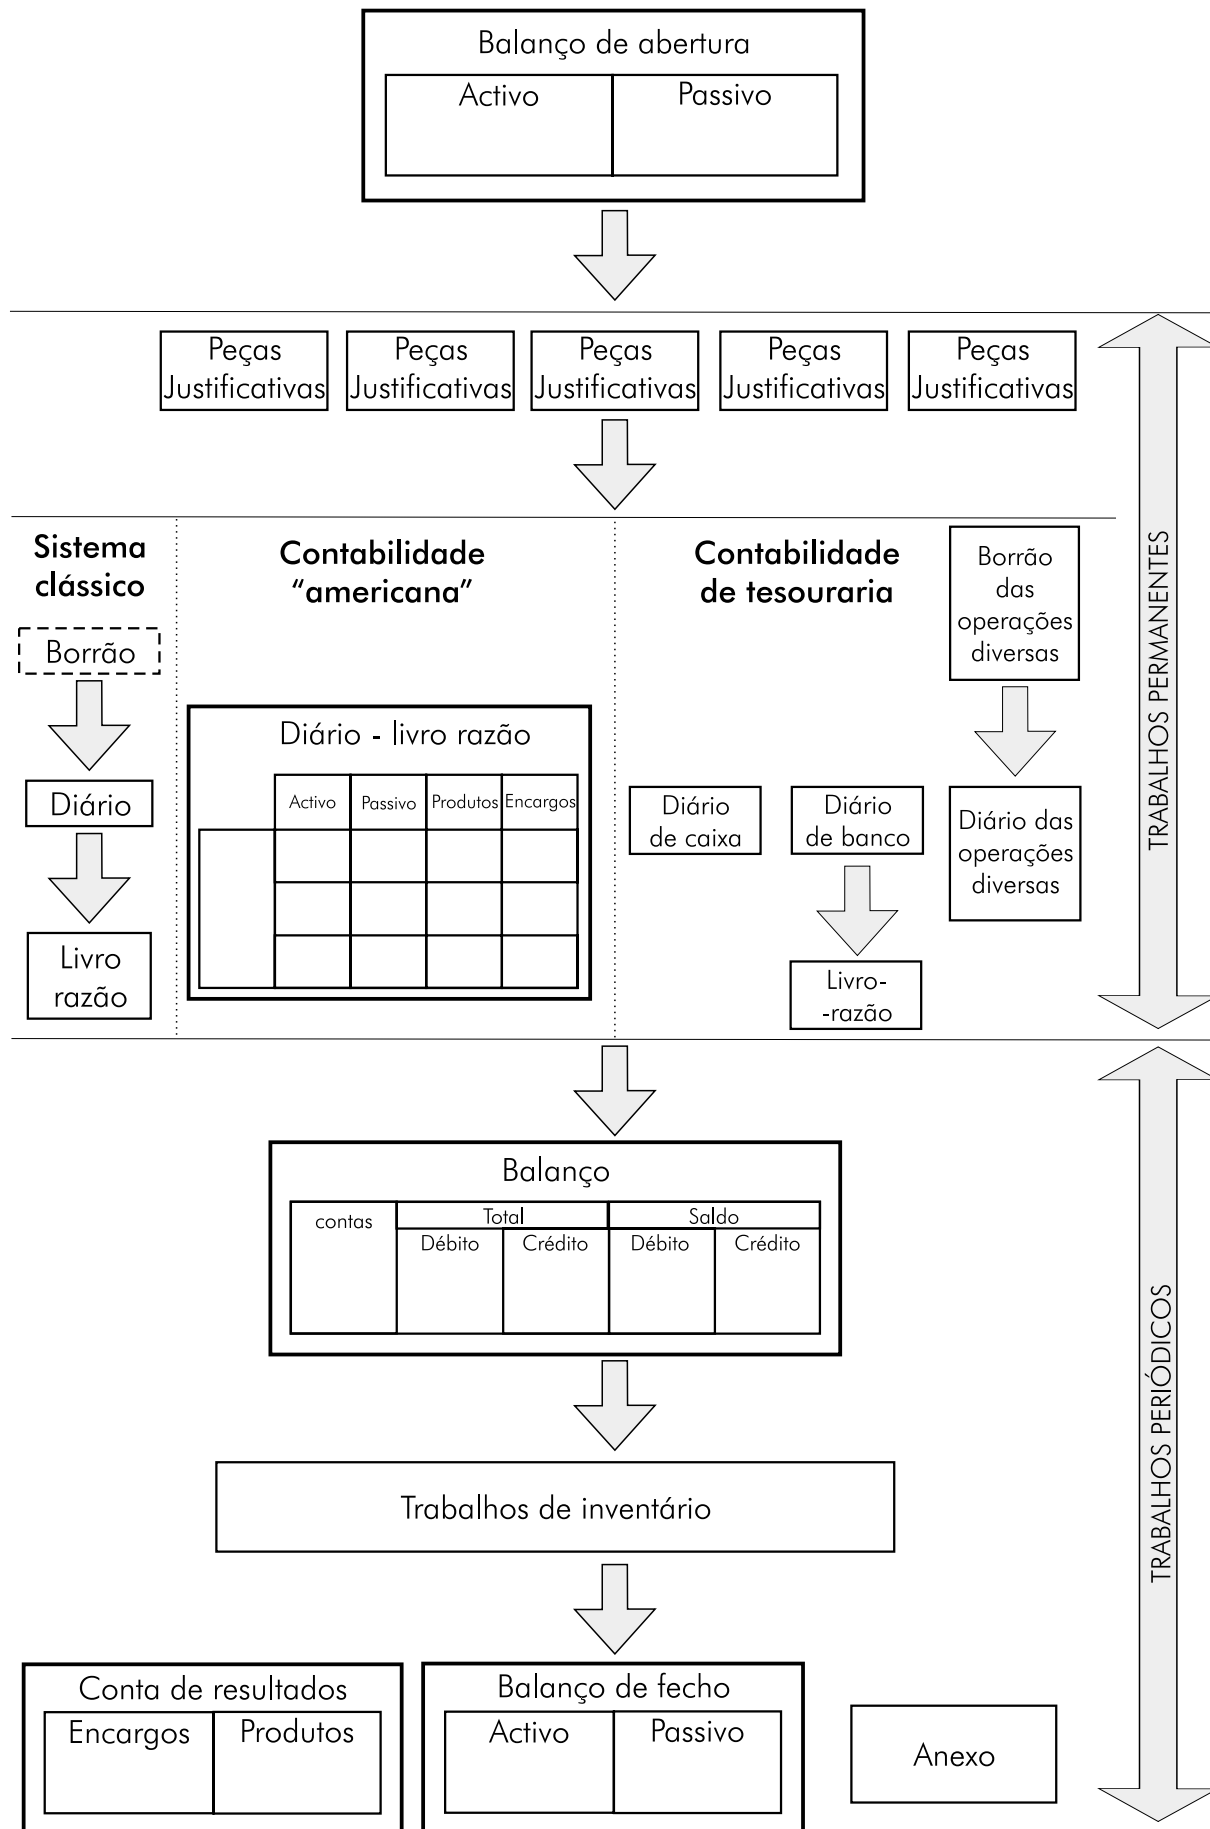 Balanço de abertura
Activo
Passivo
Peças
Justificativas
Peças
Justificativas
Peças
Justificativas
Peças
Justificativas
Peças
Justificativas
TRABALHOS PERMANENTES
Sistema
clássico
Borrão
Diário
Livro
razão
Contabilidade
“americana”
Diário - livro razão
Activo
Passivo
Produtos
Encargos
Contabilidade
de tesouraria
Borrão
das
operações
diversas
Diário
de caixa
Diário
de banco
Diário das
operações
diversas
Livro-
-razão
TRABALHOS PERIÓDICOS
Balanço
contas
Total
Saldo
Débito
Crédito
Débito
Crédito
Trabalhos de inventário
Conta de resultados
Encargos
Produtos
Balanço de fecho
Activo
Passivo
Anexo